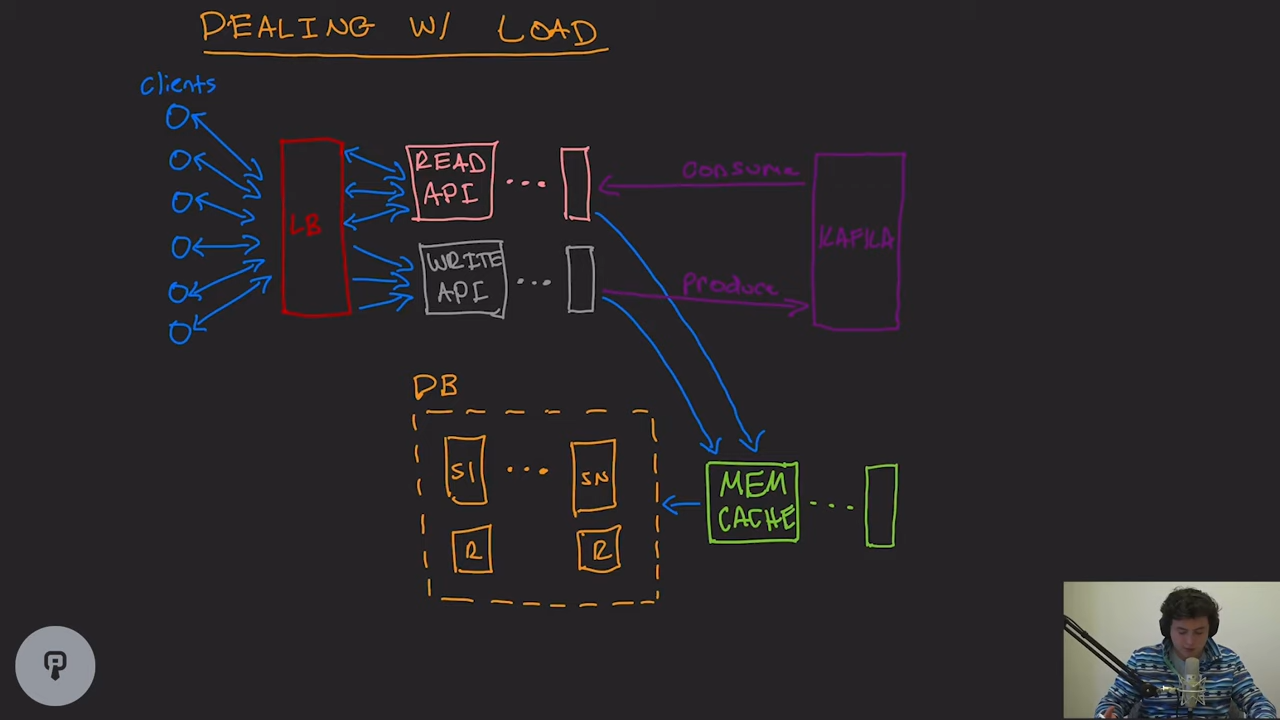 DEALING W/ LOAD
clients
LB
READ
API
...
WRITE
API
...
consume
produce
KAFKA
DB
S1 ... SN
R R
MEM
CACHE
...